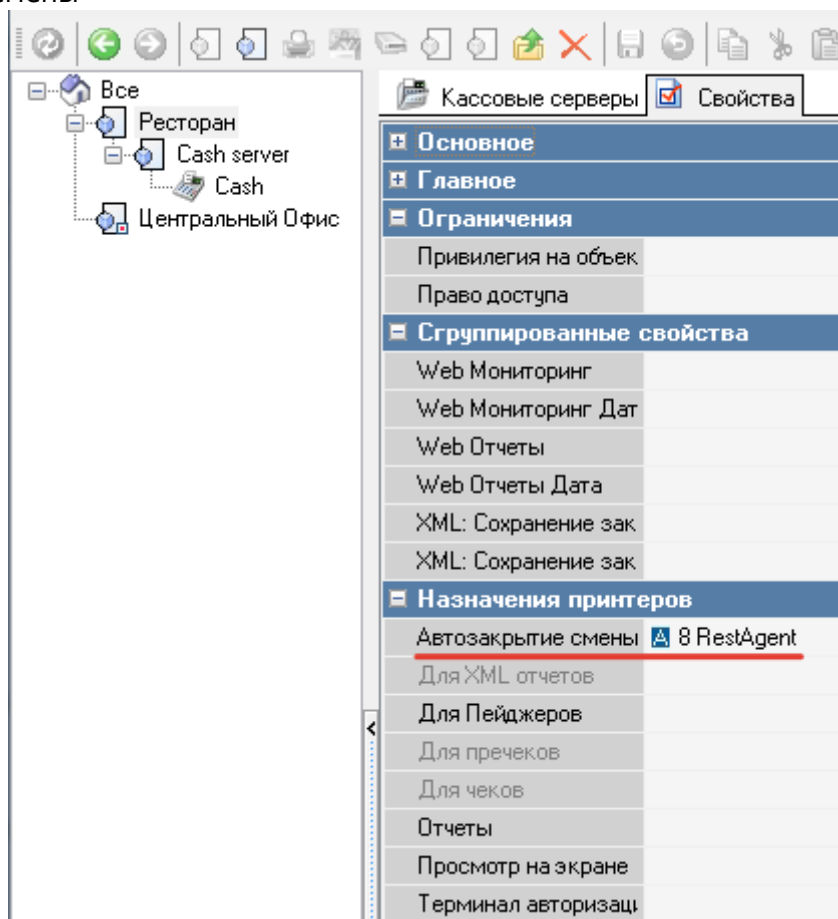 Все
Ресторан
Cash server
Cash
Центральный Офис
Кассовые серверы
Свойства
Основное
Главное
Ограничения
Привилегия на объек
Право доступа
Сгруппированные свойства
Web Мониторинг
Web Мониторинг Дат
Web Отчеты
Web Отчеты Дата
XML: Сохранение зак
XML: Сохранение зак
Назначения принтеров
Автозакрытие смены A 8 RestAgent
Для XML отчетов
Для Пейджеров
Для пречеков
Для чеков
Отчеты
Просмотр на экране
Терминал авторизаци